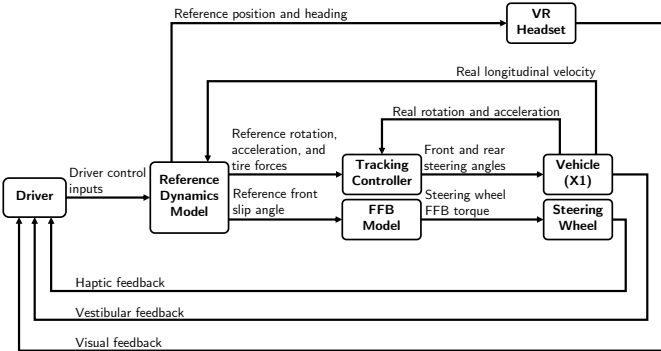 Reference position and heading
VR
Headset
Real longitudinal velocity
Real rotation and acceleration
Reference rotation,
acceleration, and
tire forces
Front and rear
steering angles
Tracking
Controller
Vehicle
(X1)
Driver control
inputs
Driver
Reference
Dynamics
Model
Reference front
slip angle
FFB
Model
Steering wheel
FFB torque
Steering
Wheel
Haptic feedback
Vestibular feedback
Visual feedback